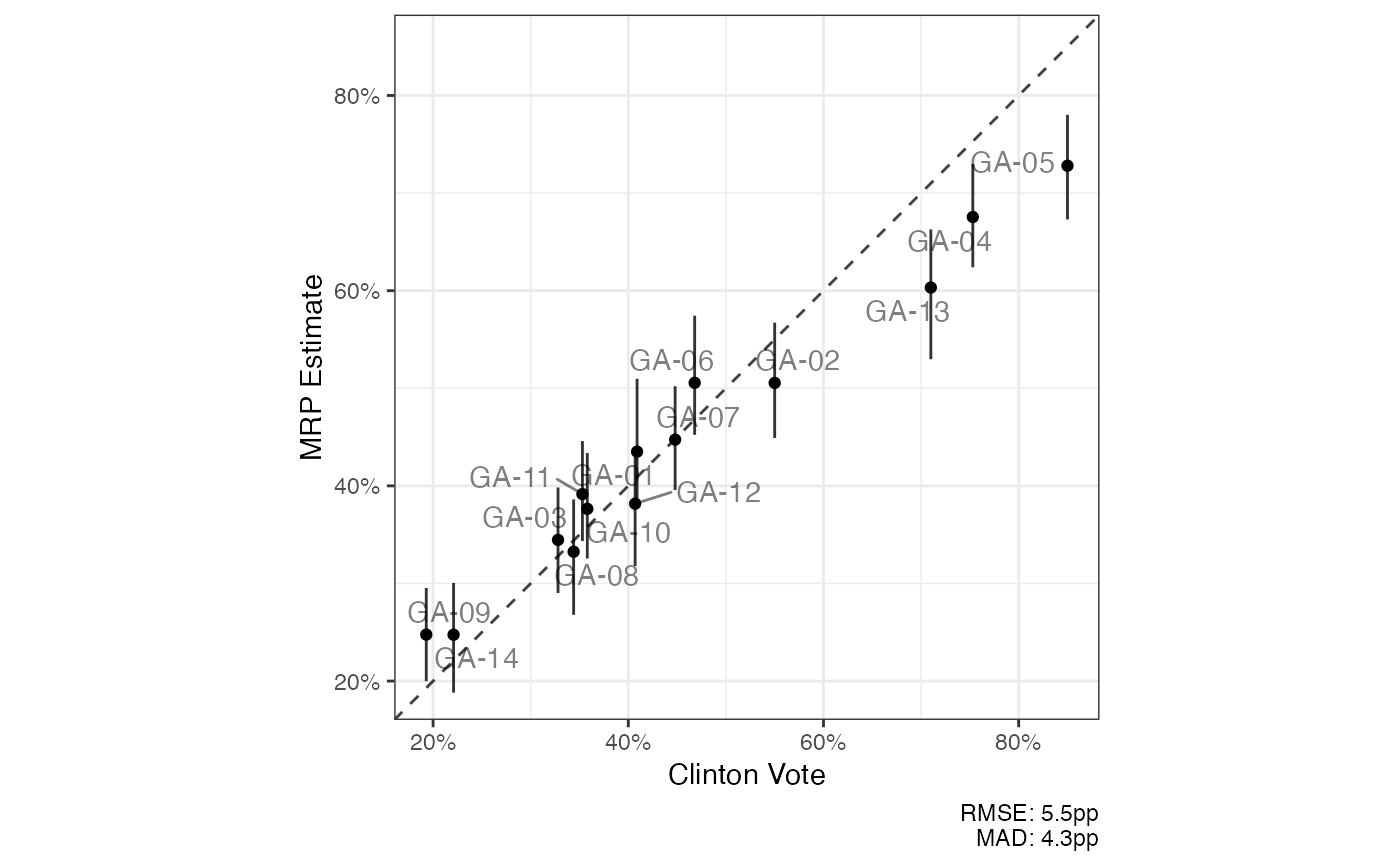 80%
60%
40%
20%
MRP Estimate
GA-05
GA-04
GA-13
GA-06
GA-02
GA-07
GA-11
GA-01
GA-12
GA-03
GA-10
GA-08
GA-09
GA-14
20%
40%
60%
80%
Clinton Vote
RMSE: 5.5pp
MAD: 4.3pp